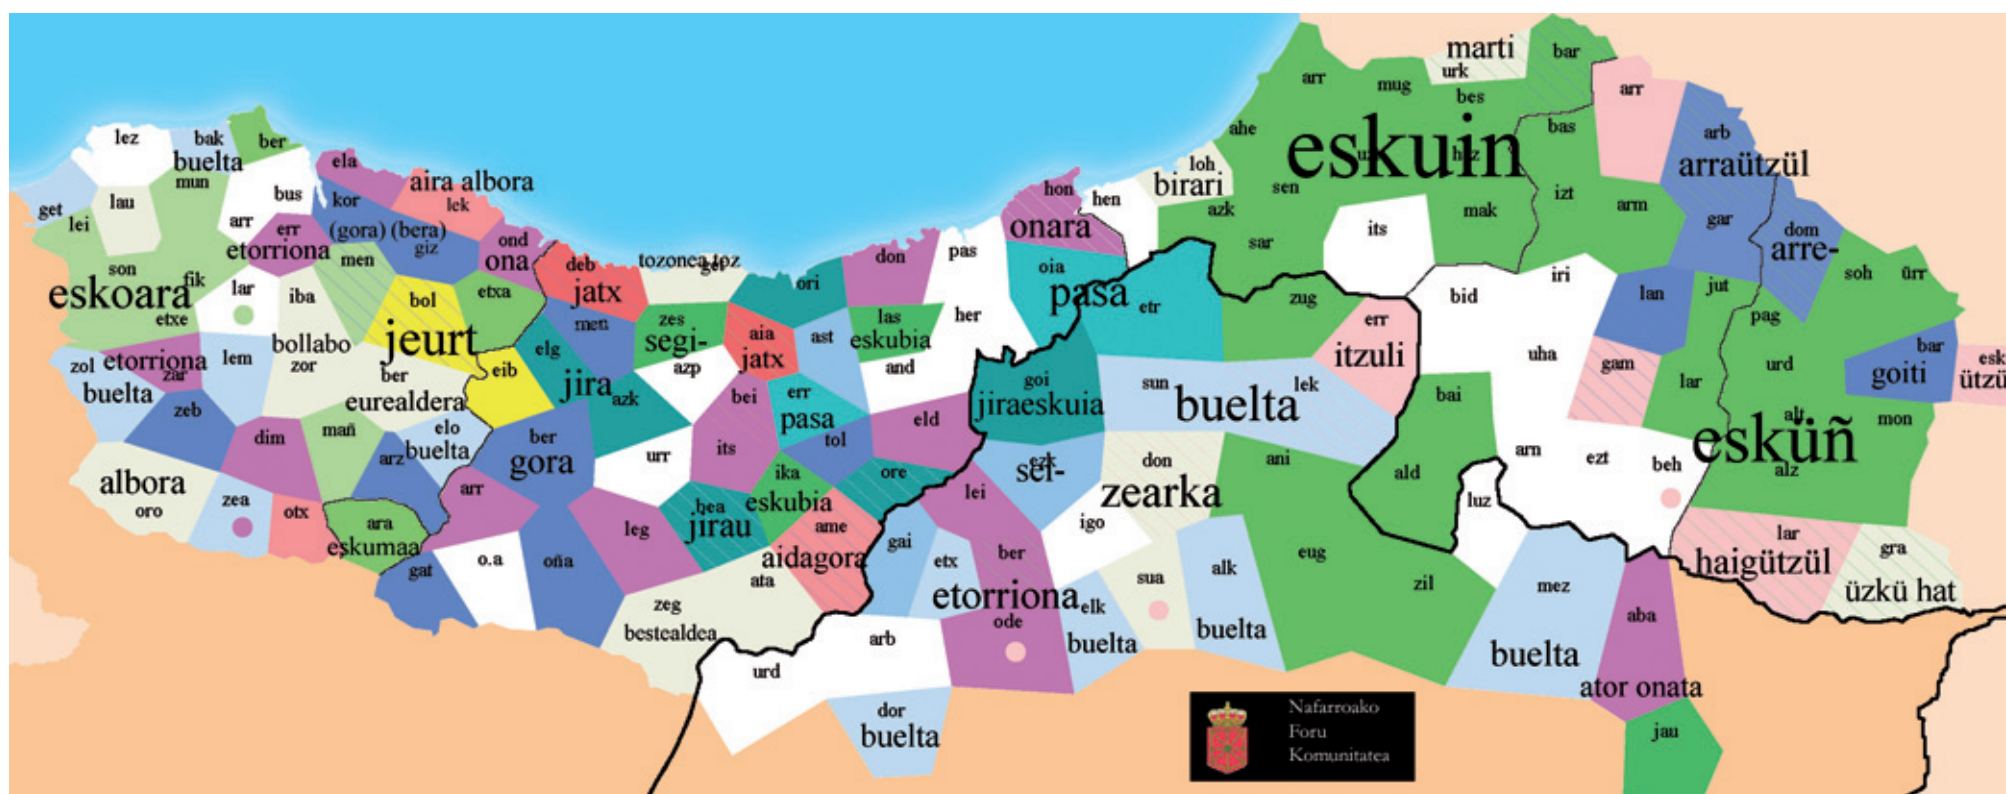 marti
bar
urk
arr
mug
bes
arr
lez
bak
ber
buelta
ahe
eskuin
haz
bas
arb
arraützül
ela
aira albora
lek
mun
bus
kor
lau
get
lei
loh
birari
hon
hen
sen
azk
mak
izt
arm
gar
arr
err
etorriona
(gora) (bera)
giz
ond
ona
onara
sar
its
dom
arre-
son
fik
eskoara
etxe
lar
iba
men
bol
etxa
deb
jatx
tozonea toz
get
ori
don
pas
oia
pasa
etr
zug
bid
iri
lan
jut
soh
ürr
pag
jeurt
men
zes
segi-
aia
jatx
ast
las
eskubia
her
err
itzuli
uha
gam
lar
urd
bar
goiti
esk
ützü
zol
etorriona
zar
buelta
lem
bollabo
zor
ber
eurealdera
eib
elg
jira
azk
azp
bei
err
pasa
and
goi
jiraeskuia
sun
buelta
lek
bai
zeb
dim
mañ
elo
buelta
arz
ber
gora
urr
its
tol
eld
ezk
sei-
don
zearka
ani
ald
arn
ezt
beh
alt
esküñ
alz
mon
albora
oro
zea
otx
ara
eskumaa
arr
gat
o.a
oña
leg
bea
jirau
ika
eskubia
ore
ame
aidagora
lei
gai
etx
ber
igo
luz
eug
zil
lar
haigützül
gra
üzkü hat
zeg
ata
bestealdea
etorriona
ode
elk
buelta
sua
alk
buelta
mez
buelta
aba
ator onata
jau
urd
arb
dor
buelta
Nafarroako
Foru
Komunitatea